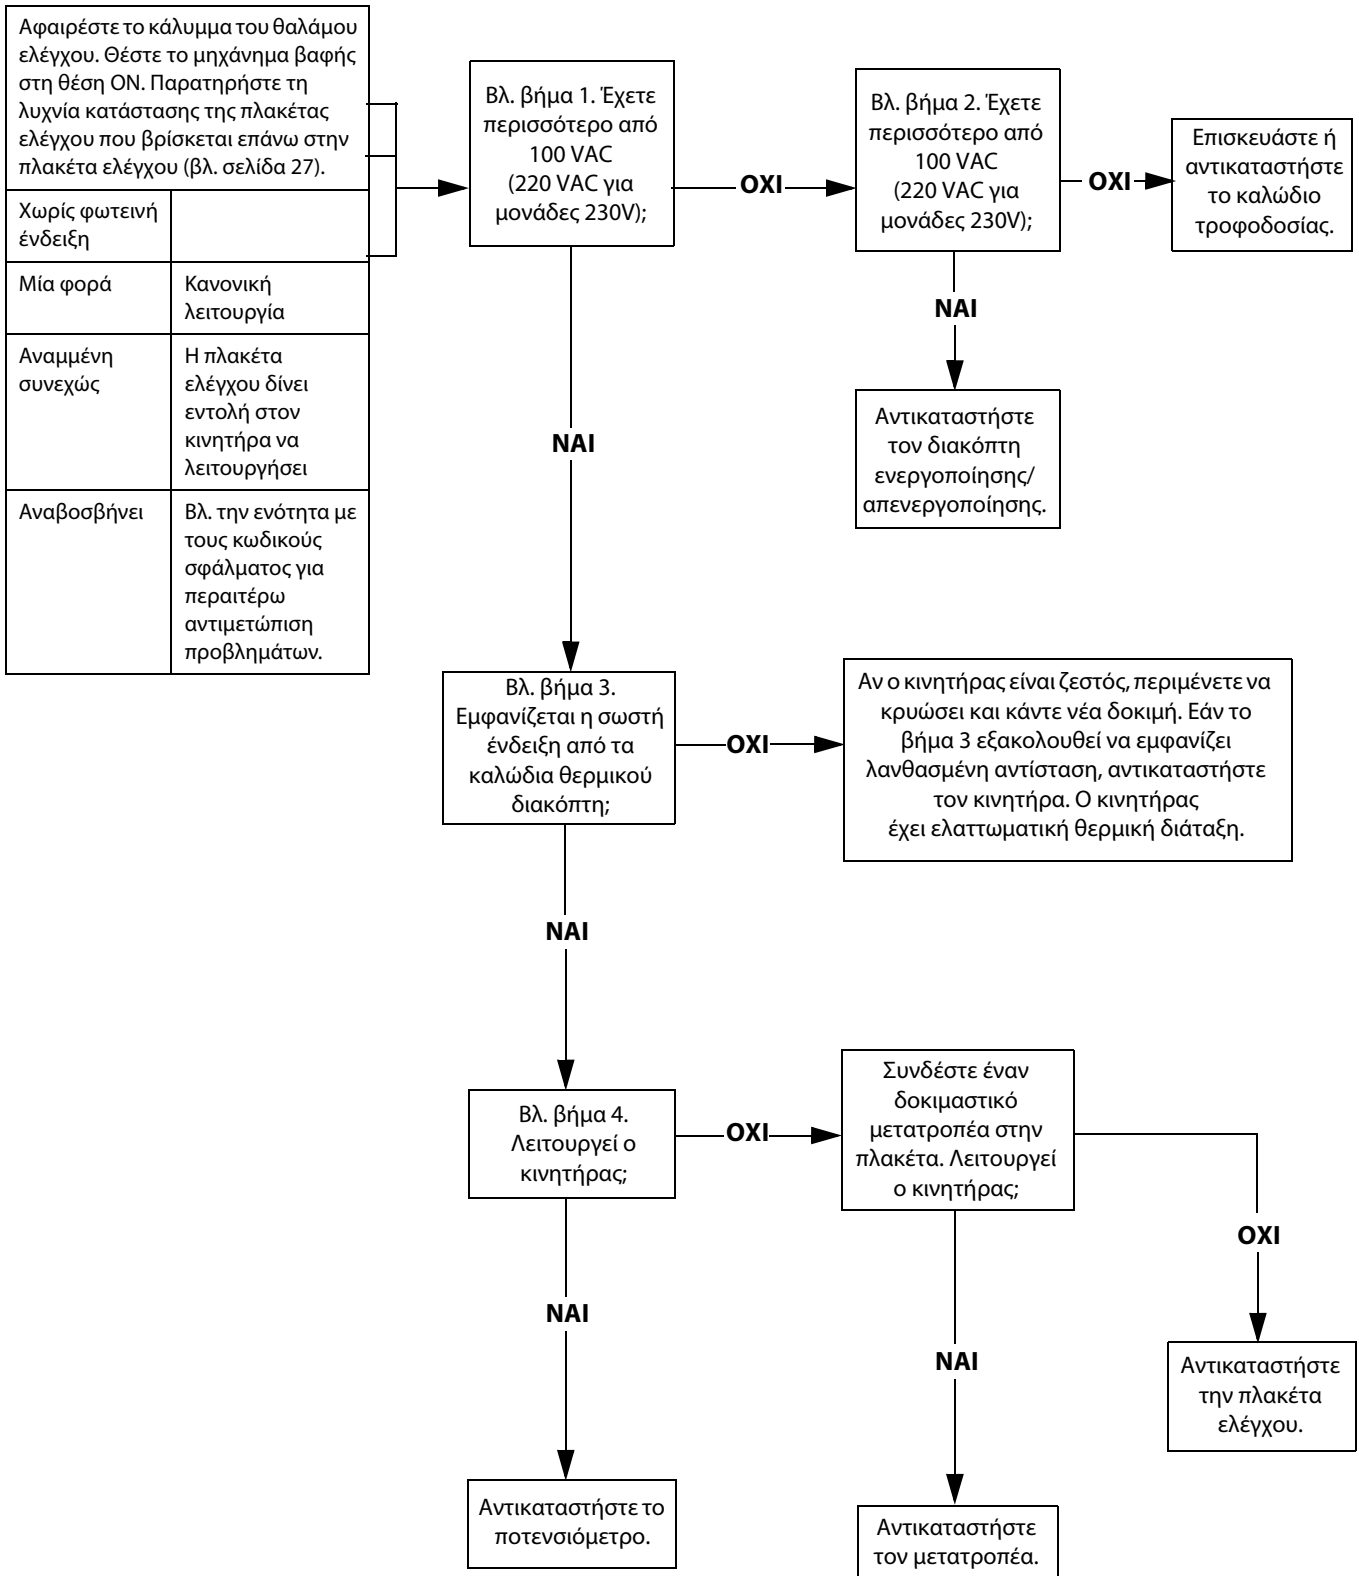 Αφαιρέστε το κάλυμμα του θαλάμου
ελέγχου. Θέστε το μηχάνημα βαφής
στη θέση ON. Παρατηρήστε τη
λυχνία κατάστασης της πλακέτας
ελέγχου που βρίσκεται επάνω στην
πλακέτα ελέγχου (βλ. σελίδα 27).
Χωρίς φωτεινή
ένδειξη
Μία φορά
Κανονική
λειτουργία
Αναμμένη
συνεχώς
Η πλακέτα
ελέγχου δίνει
εντολή στον
κινητήρα να
λειτουργήσει
Αναβοσβήνει
Βλ. την ενότητα με
τους κωδικούς
σφάλματος για
περαιτέρω
αντιμετώπιση
προβλημάτων.
Βλ. βήμα 1. Έχετε
περισσότερο από
100 VAC
(220 VAC για
μονάδες 230V);
ΟΧΙ
Βλ. βήμα 2. Έχετε
περισσότερο από
100 VAC
(220 VAC για
μονάδες 230V);
ΟΧΙ
Επισκευάστε ή
αντικαταστήστε
το καλώδιο
τροφοδοσίας.
ΝΑΙ
Αντικαταστήστε
τον διακόπτη
ενεργοποίησης/
απενεργοποίησης.
ΝΑΙ
Βλ. βήμα 3.
Εμφανίζεται η σωστή
ένδειξη από τα
καλώδια θερμικού
διακόπτη;
ΟΧΙ
Αν ο κινητήρας είναι ζεστός, περιμένετε να
κρυώσει και κάντε νέα δοκιμή. Εάν το
βήμα 3 εξακολουθεί να εμφανίζει
λανθασμένη αντίσταση, αντικαταστήστε
τον κινητήρα. Ο κινητήρας
έχει ελαττωματική θερμική διάταξη.
ΝΑΙ
Βλ. βήμα 4.
Λειτουργεί ο
κινητήρας;
ΟΧΙ
Συνδέστε έναν
δοκιμαστικό
μετατροπέα στην
πλακέτα. Λειτουργεί
ο κινητήρας;
ΟΧΙ
Αντικαταστήστε
την πλακέτα
ελέγχου.
ΝΑΙ
Αντικαταστήστε το
ποτενσιόμετρο.
ΝΑΙ
Αντικαταστήστε
τον μετατροπέα.